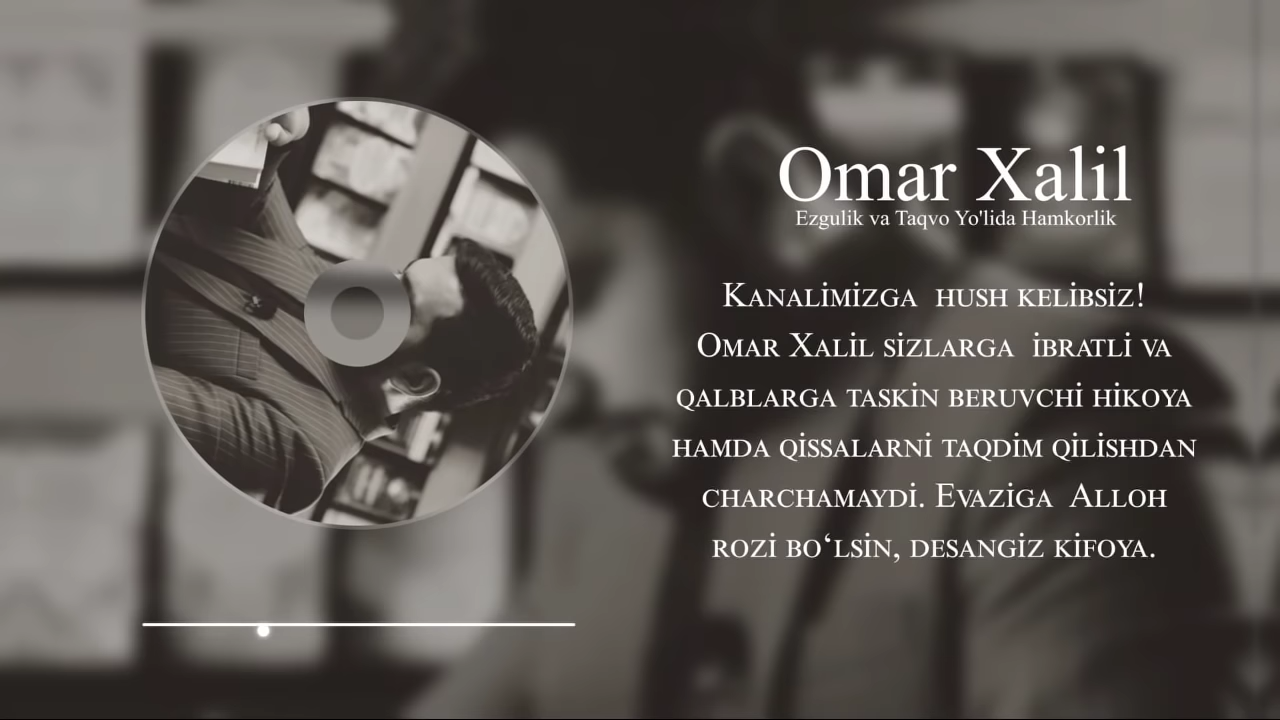 Omar Xalil
Ezgulik va Taqvo Yo'lida Hamkorlik
Kanalimizga hush kelibsiz!
Omar Xalil sizlarga ibratli va
qalblarga taskin beruvchi hikoya
hamda qissalarni taqdim qilishdan
charchamaydi. Evaziga Alloh
rozi bo‘lsin, desangiz kifoya.